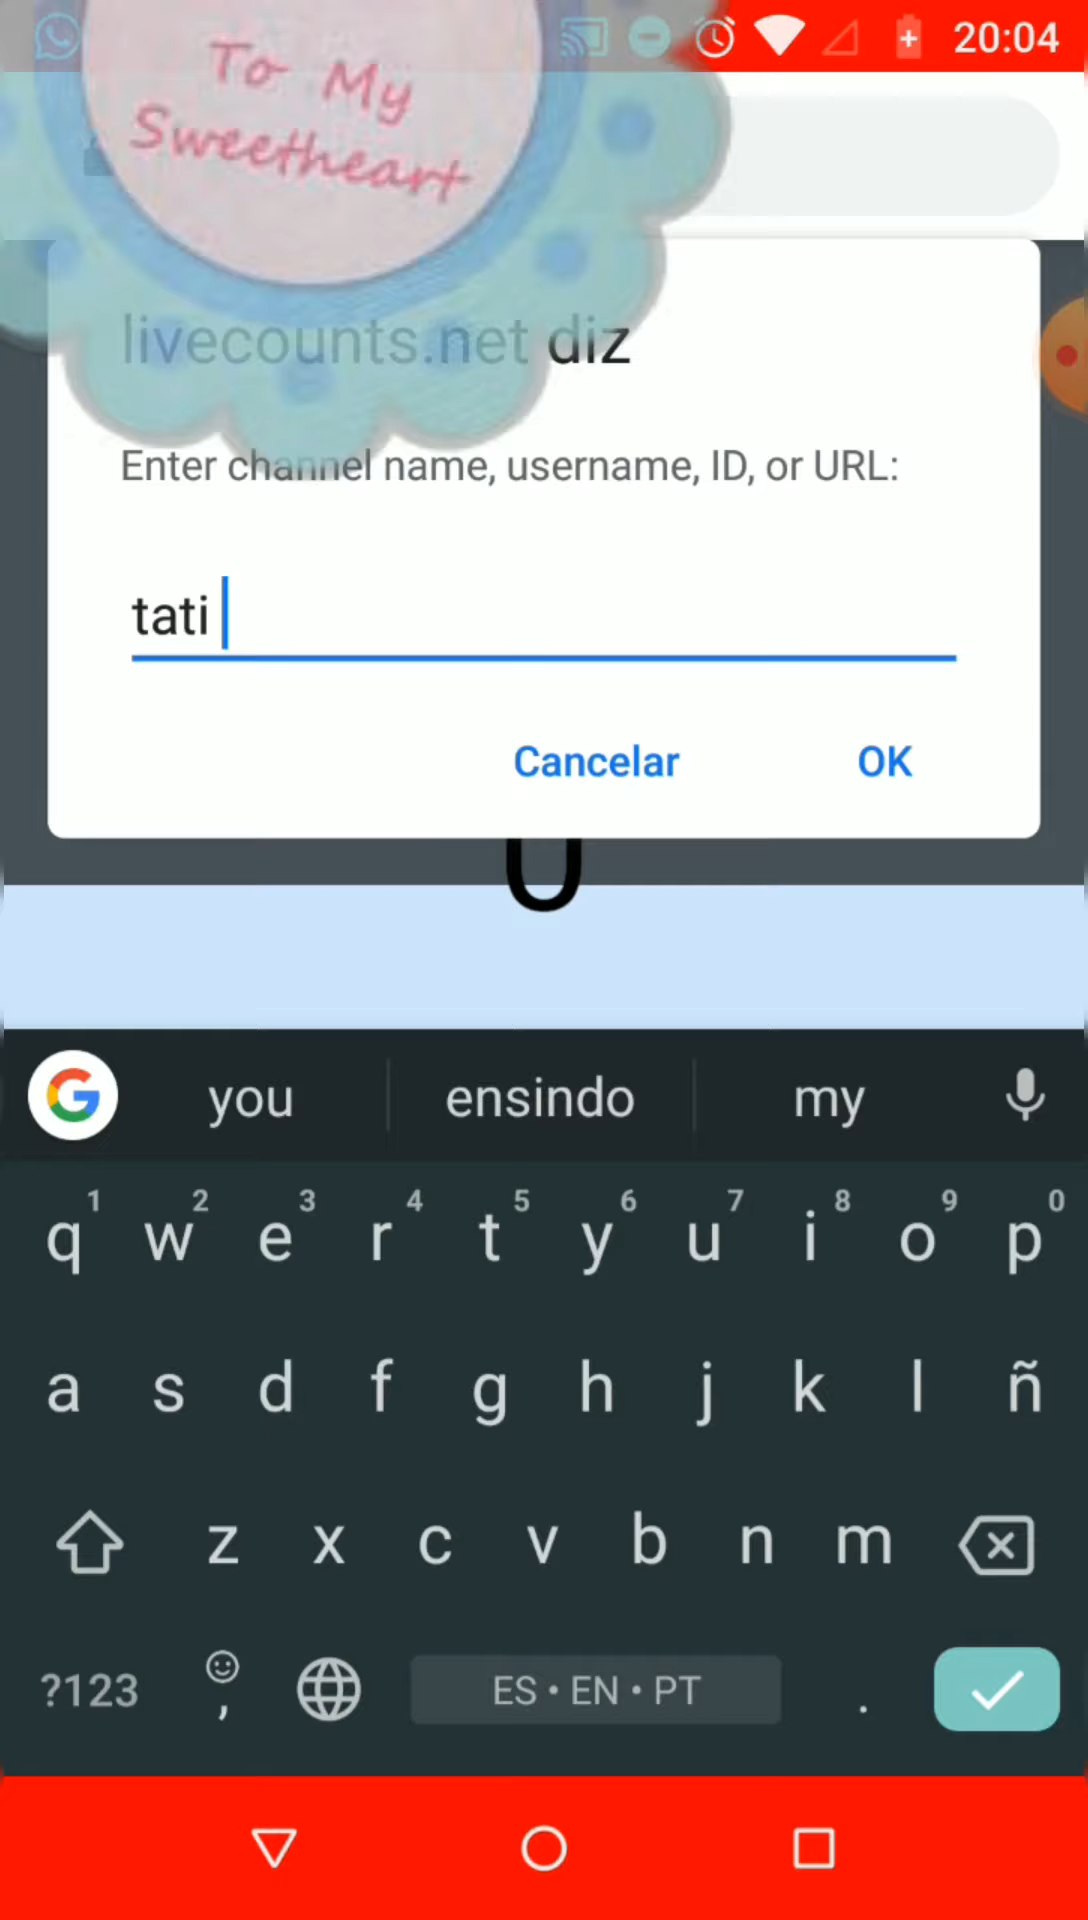 20:04
To My
Sweetheart
livecounts.net diz
Enter channel name, username, ID, or URL:
tati
Cancelar OK
0
you ensindo my
1 2 3 4 5 6 7 8 9 0
q w e r t y u i o p
a s d f g h j k l ñ
z x c v b n m
?123 , ES • EN • PT .